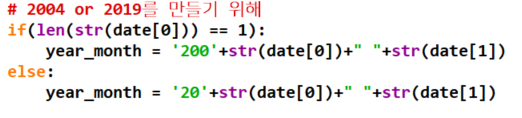 # 2004 or 2019를 만들기 위해
if(len(str(date[0])) == 1):
    year_month = '200'+str(date[0])+" "+str(date[1])
else:
    year_month = '20'+str(date[0])+" "+str(date[1])